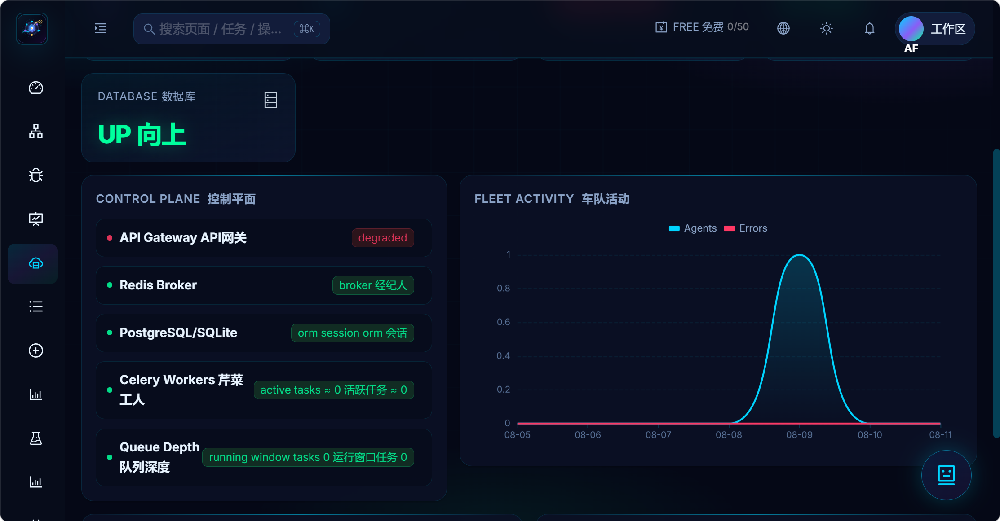 搜索页面 / 任务 / 操... ⌘K
FREE 免费 0/50
工作区
AF
DATABASE 数据库
UP 向上
CONTROL PLANE 控制平面
API Gateway API网关
degraded
Redis Broker
broker 经纪人
PostgreSQL/SQLite
orm session orm 会话
Celery Workers 芹菜
工人
active tasks ≈ 0 活跃任务 ≈ 0
Queue Depth
队列深度
running window tasks 0 运行窗口任务 0
FLEET ACTIVITY 车队活动
Agents Errors
1
0.8
0.6
0.4
0.2
0
08-05 08-06 08-07 08-08 08-09 08-10 08-11